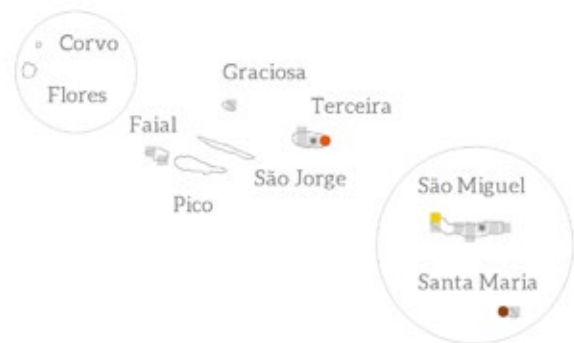 Corvo
Flores
Graciosa
Terceira
Faial
São Jorge
Pico
São Miguel
Santa Maria